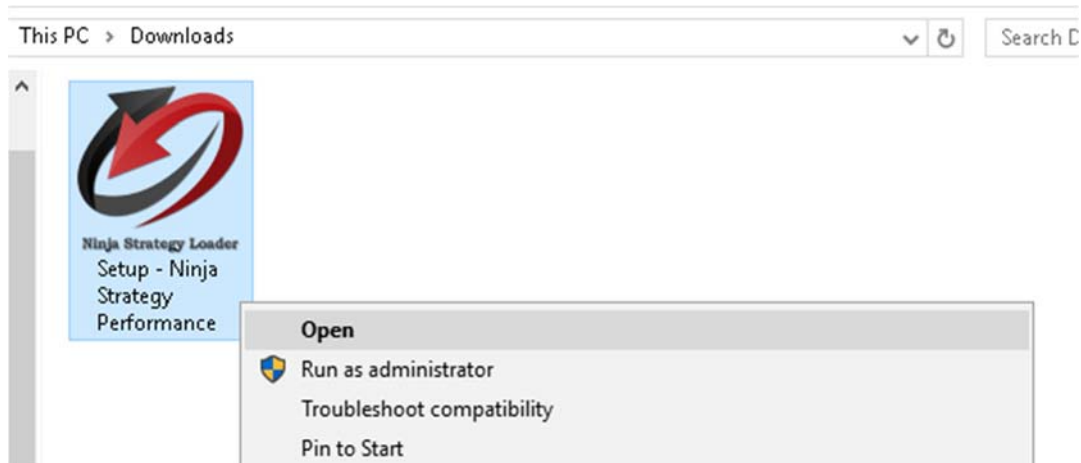 This PC > Downloads
Search D
Ninja Strategy Loader
Setup - Ninja
Strategy
Performance
Open
Run as administrator
Troubleshoot compatibility
Pin to Start